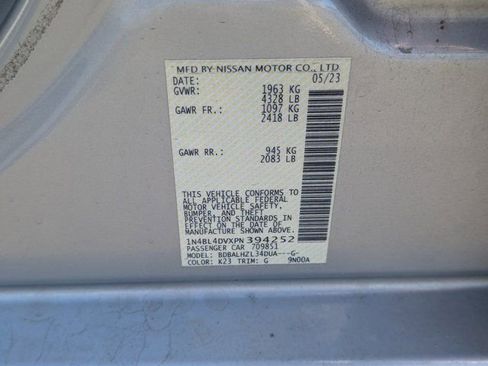 MFD BY NISSAN MOTOR CO., LTD
DATE: 05/23
GVWR: 1963 KG
4328 LB
GAWR FR: 1097 KG
2418 LB
GAWR RR: 945 KG
2083 LB
THIS VEHICLE CONFORMS TO
ALL APPLICABLE FEDERAL
MOTOR VEHICLE SAFETY,
BUMPER, AND THEFT
PREVENTION STANDARDS IN
EFFECT ON THE DATE OF
MANUFACTURE SHOWN ABOVE.
1N4BL4DVXPN394252
PASSENGER CAR 709851
MODEL: BDBALHZL34DUA---G-
COLOR: K23 TRIM: G 9N00A